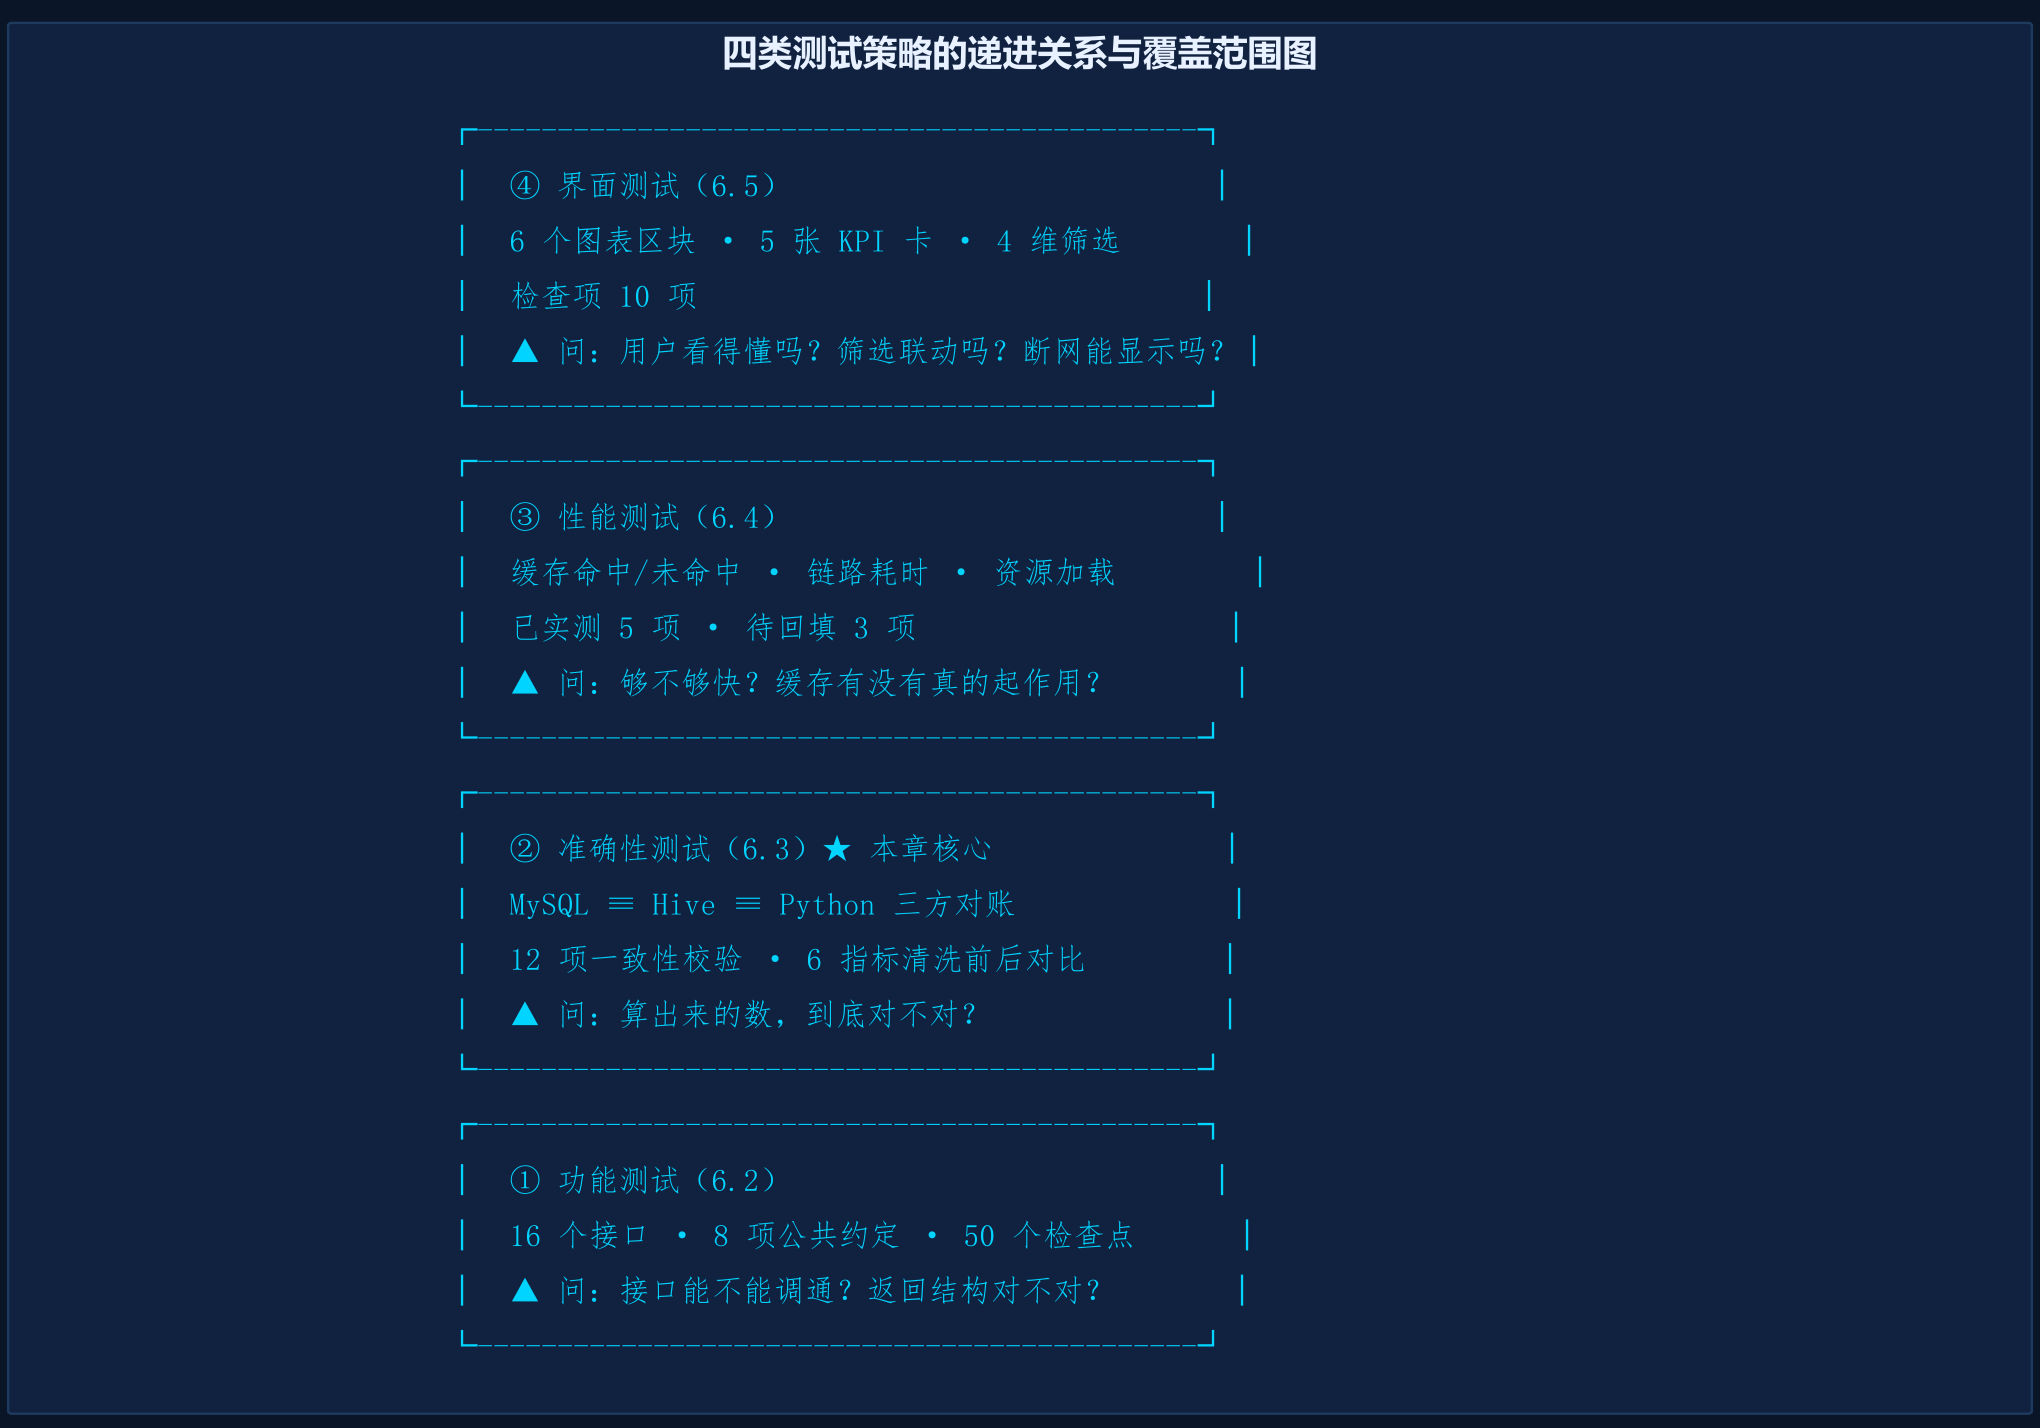 四类测试策略的递进关系与覆盖范围图
④ 界面测试（6.5）
6 个图表区块 • 5 张 KPI 卡 • 4 维筛选
检查项 10 项
▲ 问：用户看得懂吗？筛选联动吗？断网能显示吗？
③ 性能测试（6.4）
缓存命中/未命中 • 链路耗时 • 资源加载
已实测 5 项 • 待回填 3 项
▲ 问：够不够快？缓存有没有真的起作用？
② 准确性测试（6.3）★ 本章核心
MySQL ≡ Hive ≡ Python 三方对账
12 项一致性校验 • 6 指标清洗前后对比
▲ 问：算出来的数，到底对不对？
① 功能测试（6.2）
16 个接口 • 8 项公共约定 • 50 个检查点
▲ 问：接口能不能调通？返回结构对不对？